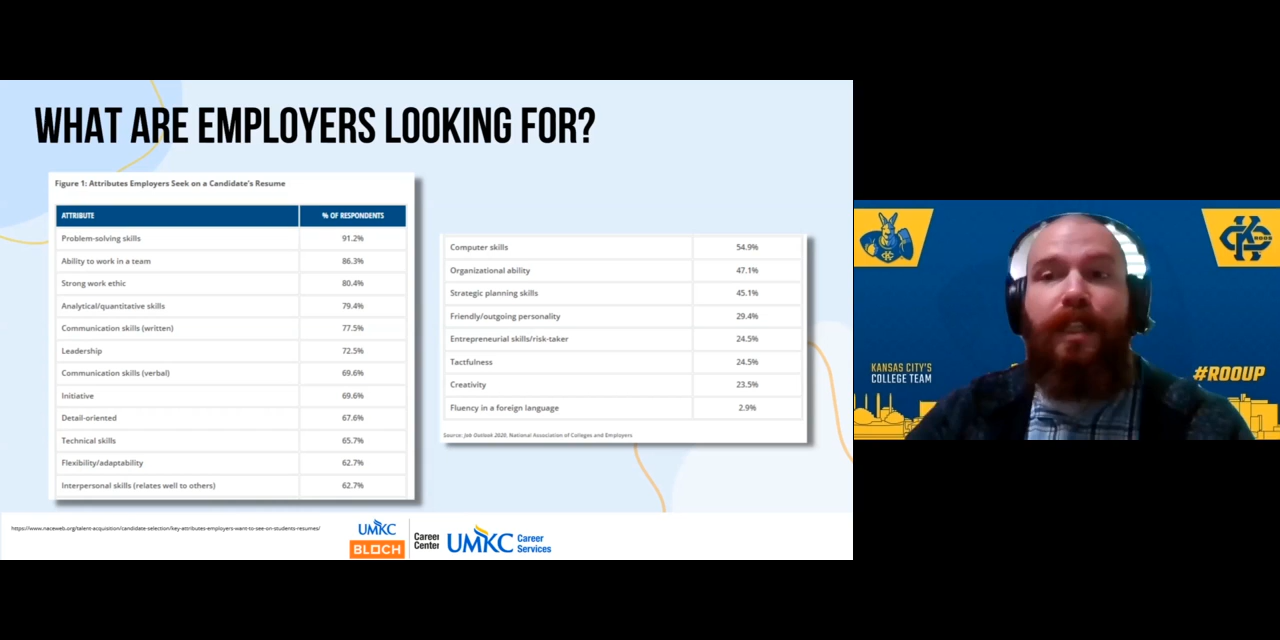 WHAT ARE EMPLOYERS LOOKING FOR?
Figure 1: Attributes Employers Seek on a Candidate's Resume
ATTRIBUTE % OF RESPONDENTS
Problem-solving skills 91.2%
Ability to work in a team 86.3%
Strong work ethic 80.4%
Analytical/quantitative skills 79.4%
Communication skills (written) 77.5%
Leadership 72.5%
Communication skills (verbal) 69.6%
Initiative 69.6%
Detail-oriented 67.6%
Technical skills 65.7%
Flexibility/adaptability 62.7%
Interpersonal skills (relates well to others) 62.7%
Computer skills 54.9%
Organizational ability 47.1%
Strategic planning skills 45.1%
Friendly/outgoing personality 29.4%
Entrepreneurial skills/risk-taker 24.5%
Tactfulness 24.5%
Creativity 23.5%
Fluency in a foreign language 2.9%
Source: Job Outlook 2020, National Association of Colleges and Employers
https://www.naceweb.org/talent-acquisition/candidate-selection/key-attributes-employers-want-to-see-on-students-resumes/
UMKC
BLOCH
Career
Center
UMKC
Career
Services
KC
ROOS
KANSAS CITY'S
COLLEGE TEAM
#ROOUP